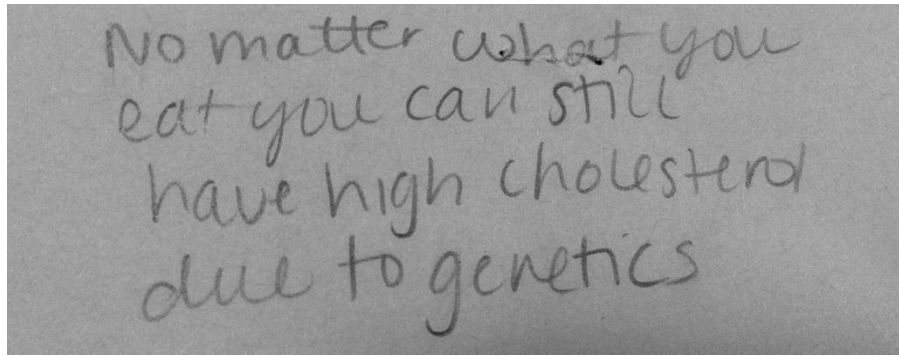 No matter what you
eat you can still
have high cholesterol
due to genetics